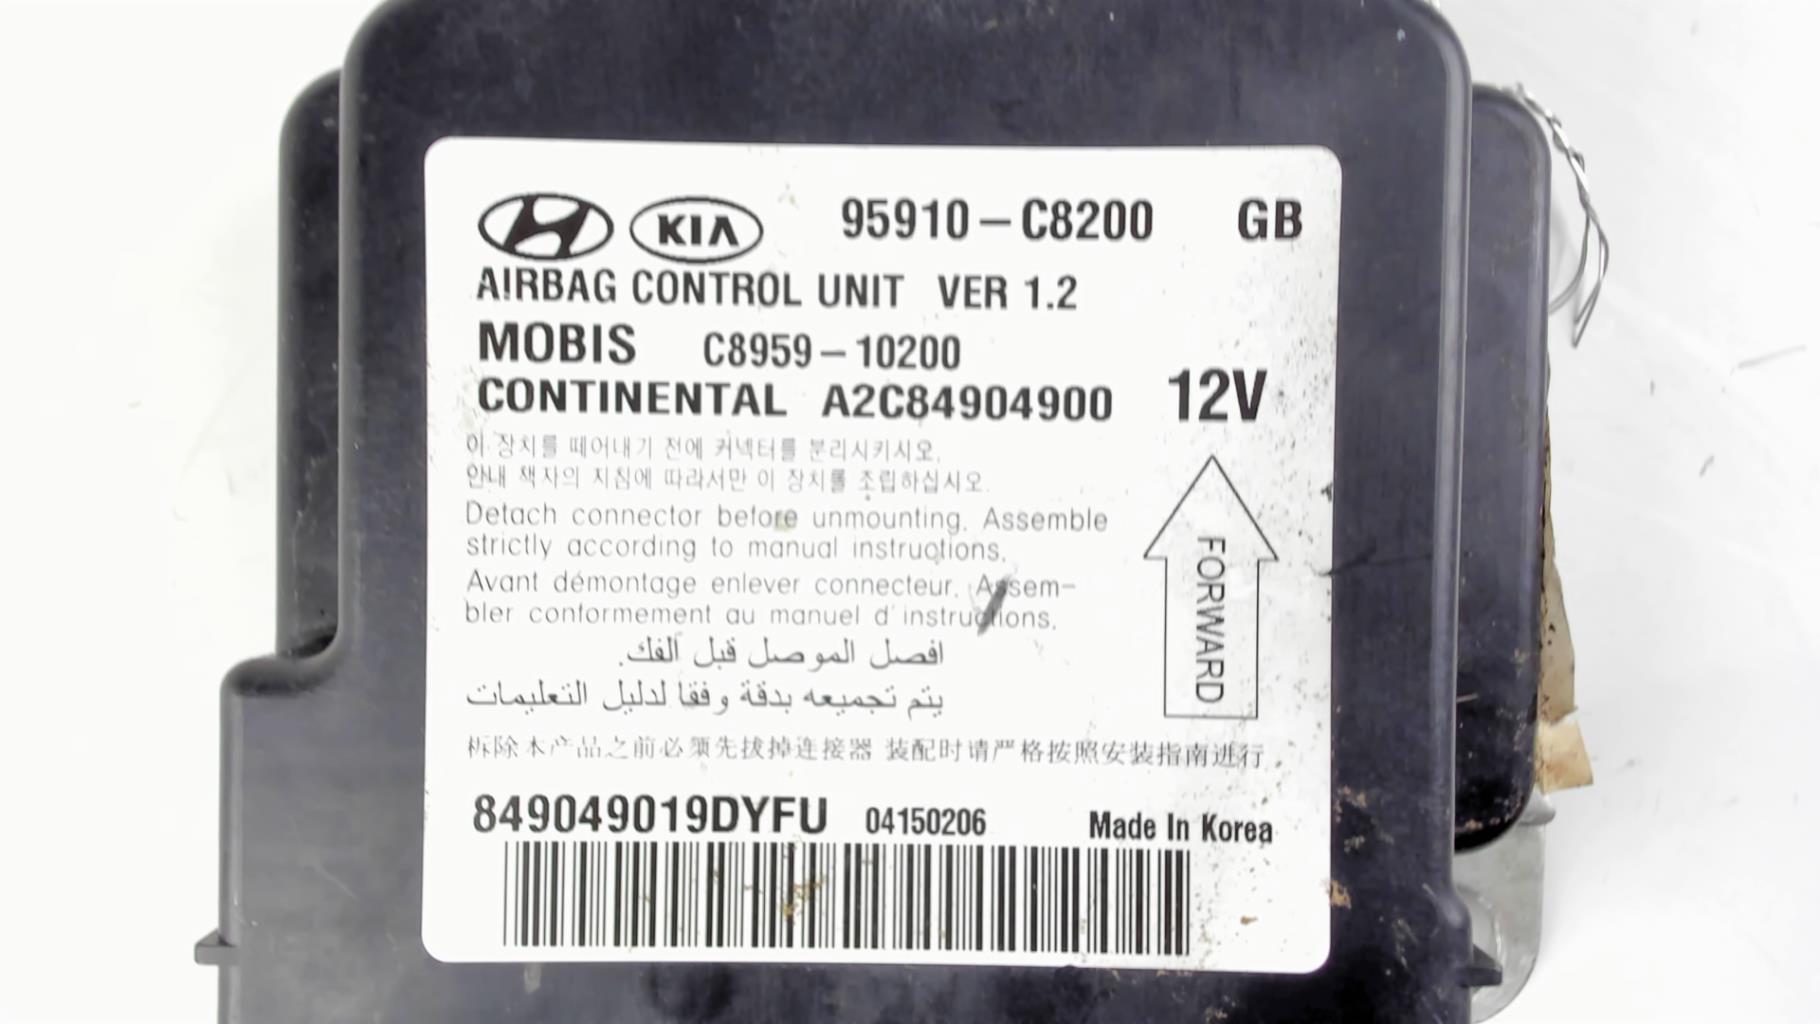 KIA 95910-C8200 GB
AIRBAG CONTROL UNIT VER 1.2
MOBIS C8959-10200
CONTINENTAL A2C84904900 12V
이 장치를 떼어내기 전에 커넥터를 분리시키시오.
안내 책자의 지침에 따라서만 이 장치를 조립하십시오.
Detach connector before unmounting. Assemble
strictly according to manual instructions.
Avant démontage enlever connecteur. Assem-
bler conformement au manuel d'instructions.
افصل الموصل قبل الفك.
يتم تجميعه بدقة وفقا لدليل التعليمات
FORWARD
拆除本产品之前必须先拔掉连接器 装配时请严格按照安装指南进行.
849049019DYFU 04150206 Made In Korea